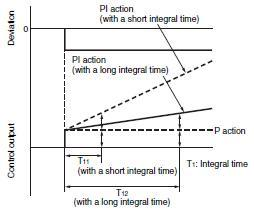 PI action
(with a short integral time)
Deviation
0
PI action
(with a long integral time)
P action
Control output
T11
(with a short integral time)
T1: Integral time
T12
(with a long integral time)